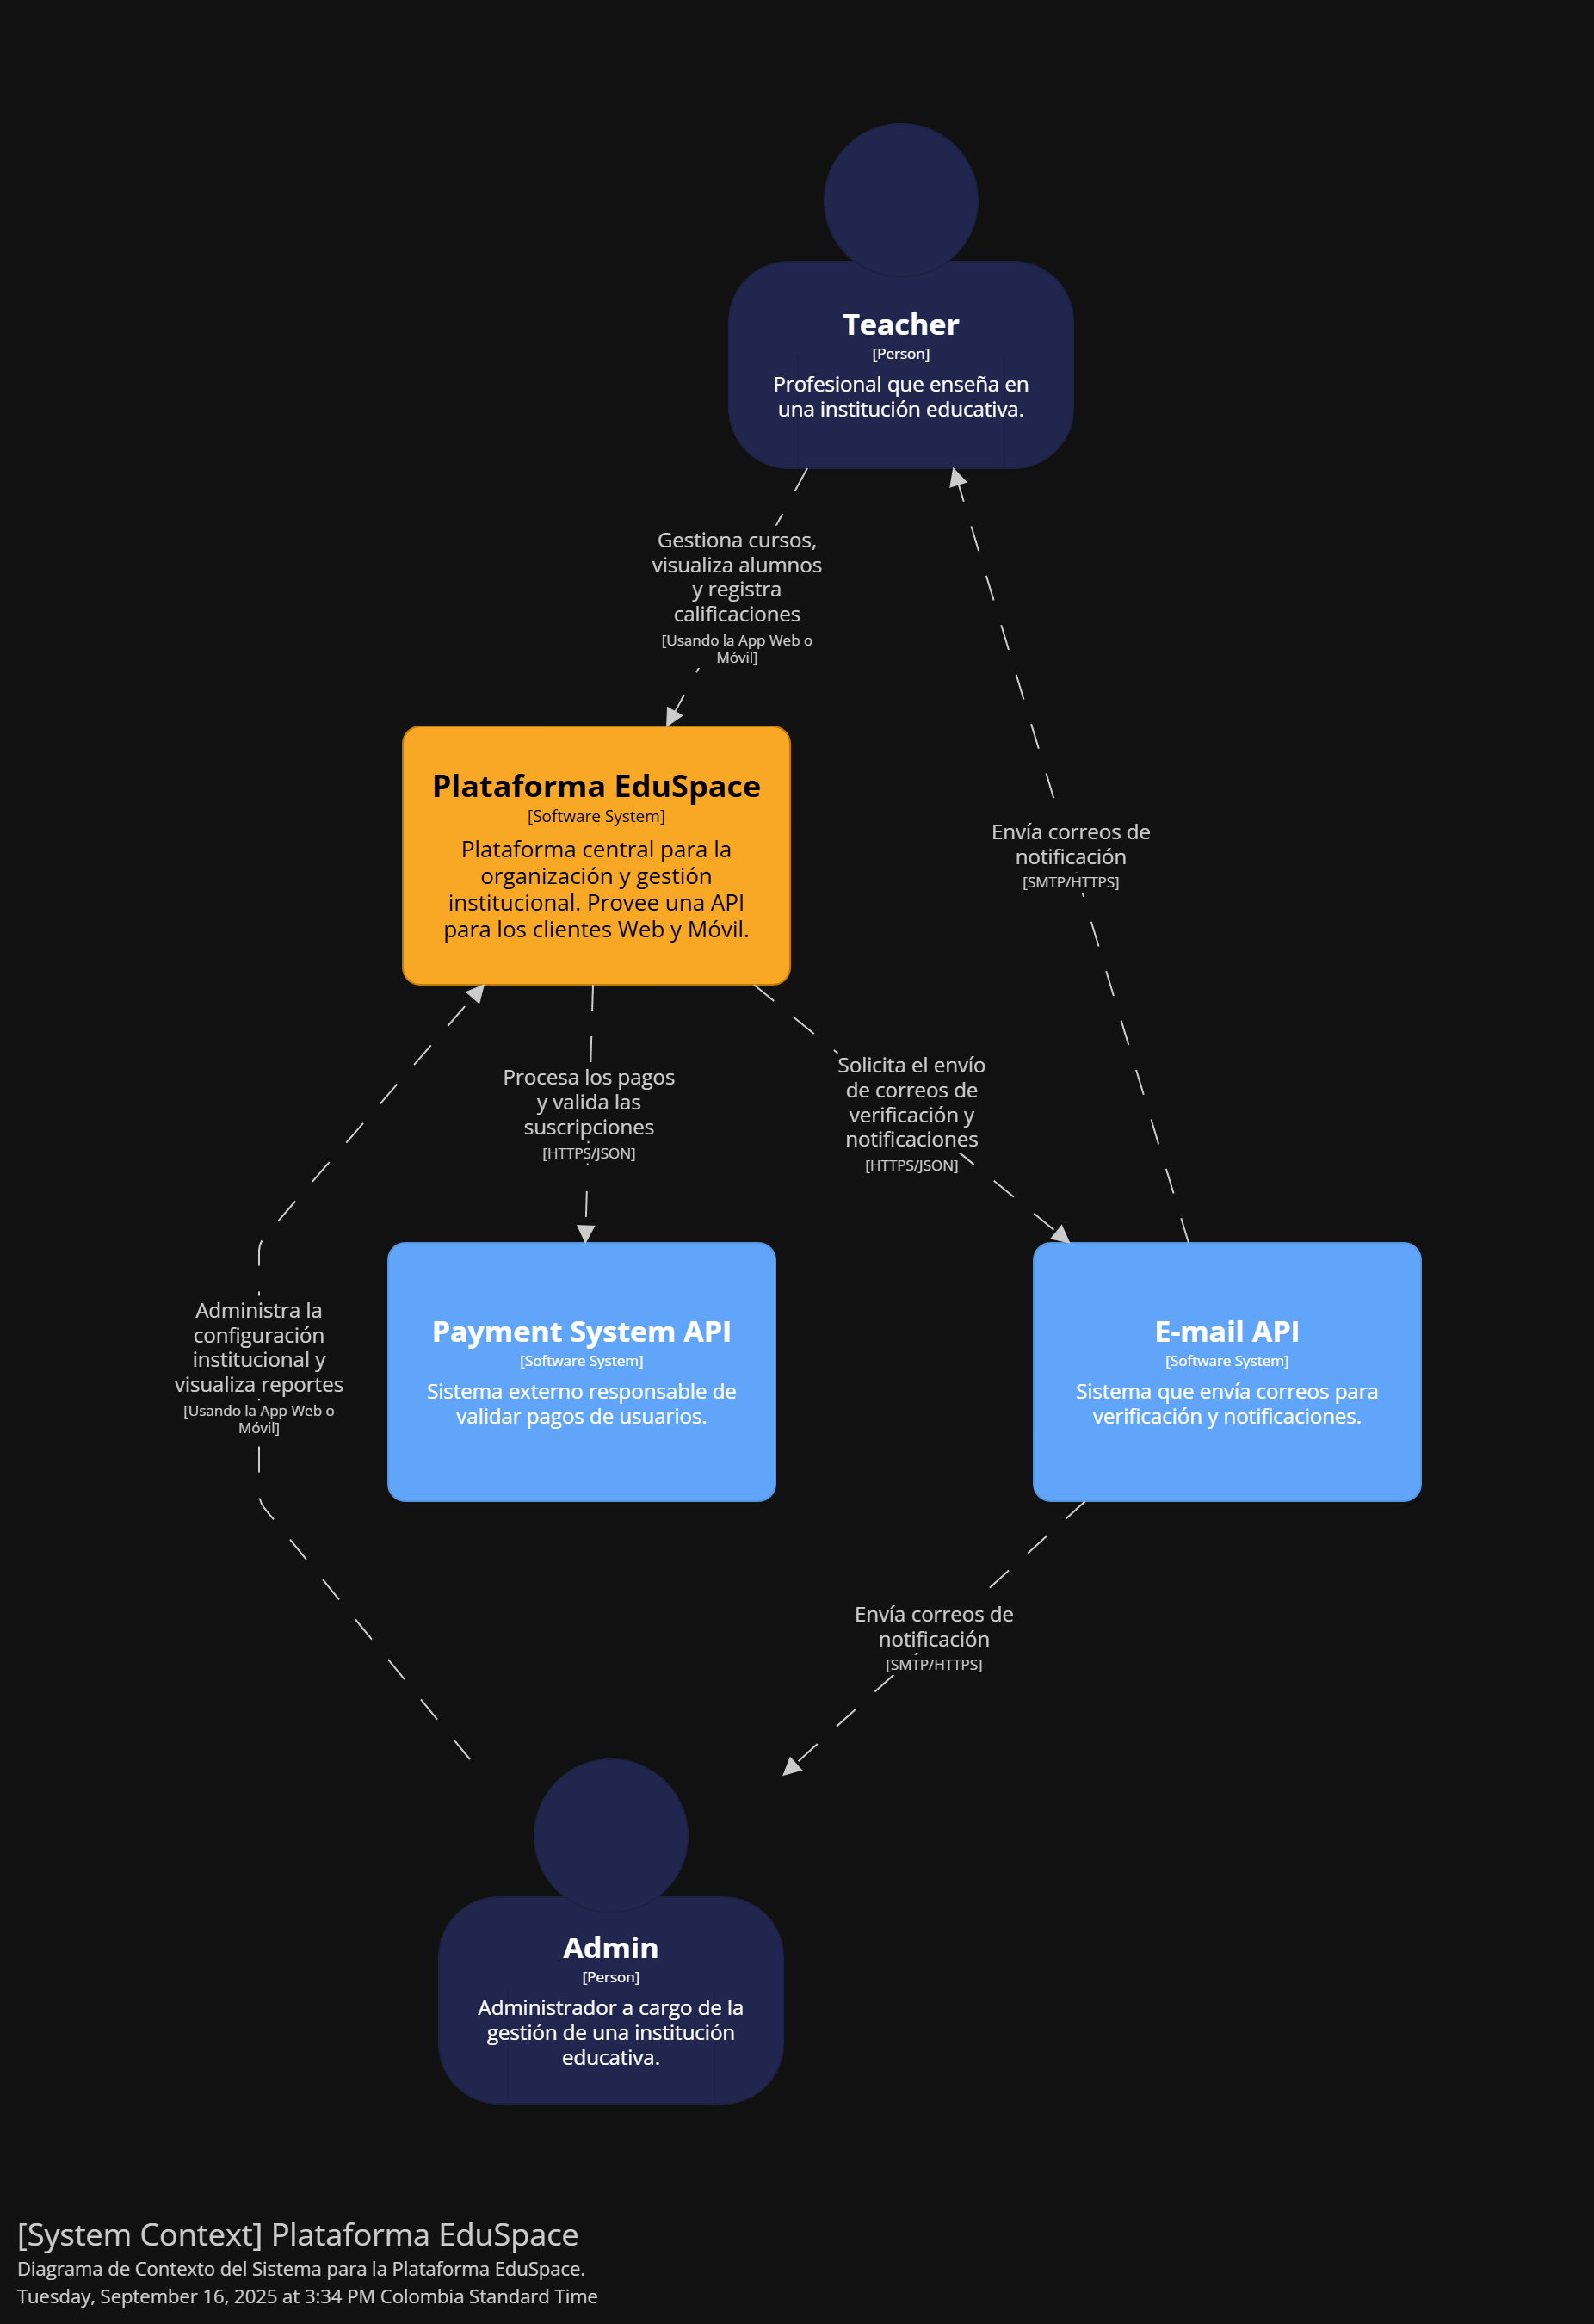 Teacher
[Person]
Profesional que enseña en
una institución educativa.
Gestiona cursos,
visualiza alumnos
y registra
calificaciones
[Usando la App Web o
Móvil]
Plataforma EduSpace
[Software System]
Plataforma central para la
organización y gestión
institucional. Provee una API
para los clientes Web y Móvil.
Envía correos de
notificación
[SMTP/HTTPS]
Procesa los pagos
y valida las
suscripciones
[HTTPS/JSON]
Solicita el envío
de correos de
verificación y
notificaciones
[HTTPS/JSON]
Administra la
configuración
institucional y
visualiza reportes
[Usando la App Web o
Móvil]
Payment System API
[Software System]
Sistema externo responsable de
validar pagos de usuarios.
E-mail API
[Software System]
Sistema que envía correos para
verificación y notificaciones.
Envía correos de
notificación
[SMTP/HTTPS]
Admin
[Person]
Administrador a cargo de la
gestión de una institución
educativa.
[System Context] Plataforma EduSpace
Diagrama de Contexto del Sistema para la Plataforma EduSpace.
Tuesday, September 16, 2025 at 3:34 PM Colombia Standard Time